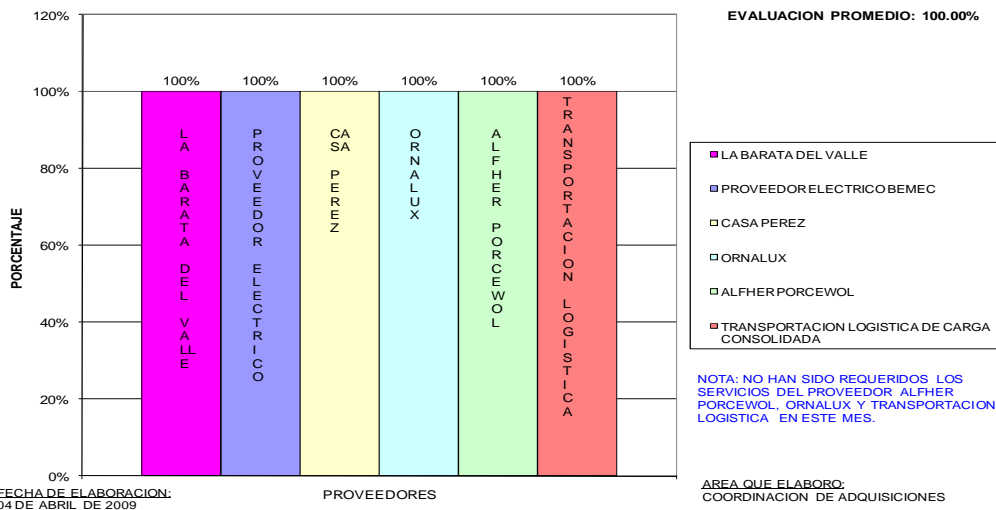 EVALUACION PROMEDIO: 100.00%
120%
100%
80%
60%
40%
20%
0%
PORCENTAJE
100% 100% 100% 100% 100% 100%
LA BARATA DEL VALLE
PROVEEDOR ELECTRICO
CASA PEREZ
ORNALUX
ALFHER PORCEWOL
TRANSPORTACION LOGISTICA
PROVEEDORES
LA BARATA DEL VALLE
PROVEEDOR ELECTRICO BEMEC
CASA PEREZ
ORNALUX
ALFHER PORCEWOL
TRANSPORTACION LOGISTICA DE CARGA
CONSOLIDADA
NOTA: NO HAN SIDO REQUERIDOS LOS
SERVICIOS DEL PROVEEDOR ALFHER
PORCEWOL, ORNALUX Y TRANSPORTACION
LOGISTICA EN ESTE MES.
FECHA DE ELABORACION:
04 DE ABRIL DE 2009
AREA QUE ELABORO:
COORDINACION DE ADQUISICIONES